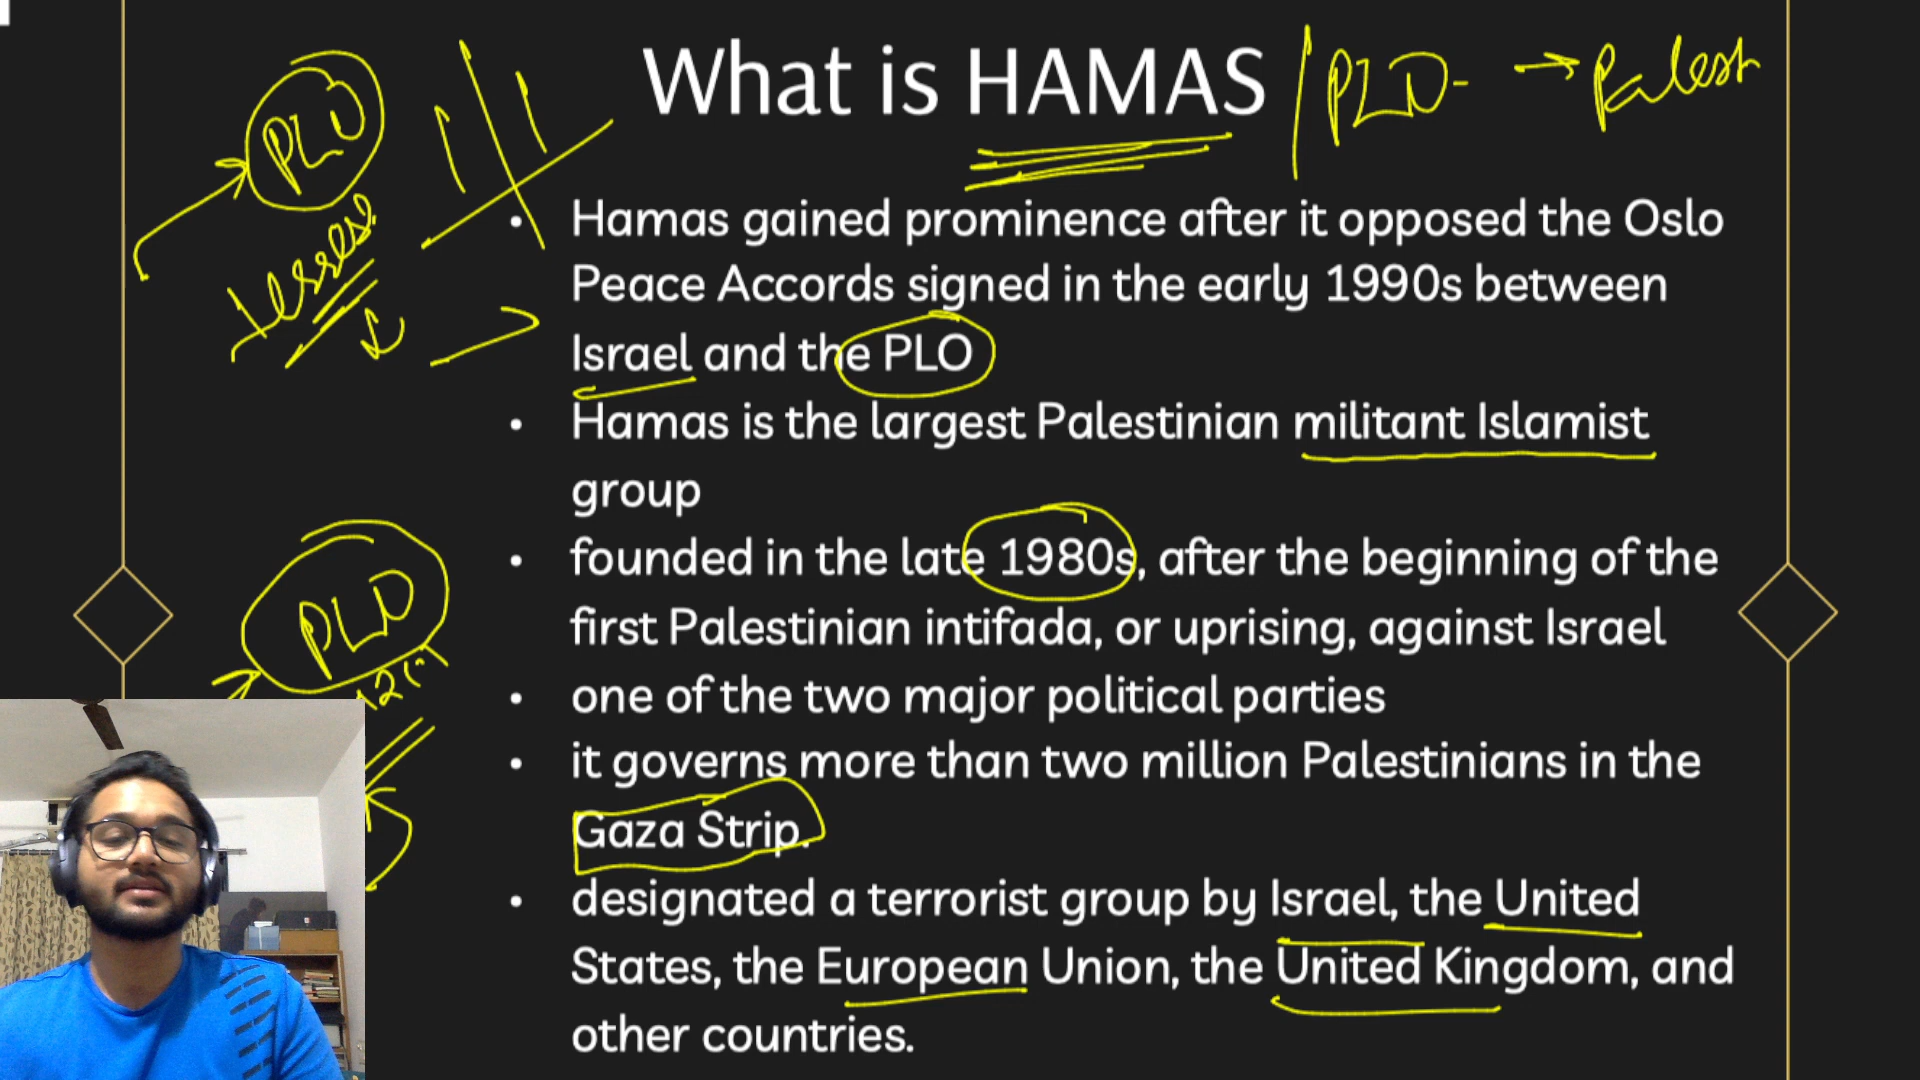 What is HAMAS
PLO → Palest
PLO
Hamas gained prominence after it opposed the Oslo
Peace Accords signed in the early 1990s between
Israel and the PLO
Hamas is the largest Palestinian militant Islamist
group
founded in the late 1980s, after the beginning of the
first Palestinian intifada, or uprising, against Israel
PLO
one of the two major political parties
it governs more than two million Palestinians in the
Gaza Strip.
designated a terrorist group by Israel, the United
States, the European Union, the United Kingdom, and
other countries.